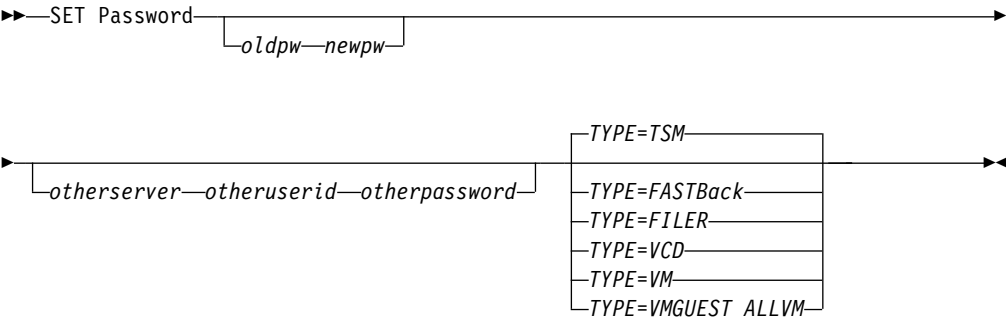 SET Password
oldpw newpw
TYPE=TSM
otherserver otheruserid otherpassword
TYPE=FASTBack
TYPE=FILER
TYPE=VCD
TYPE=VM
TYPE=VMGUEST ALLVM